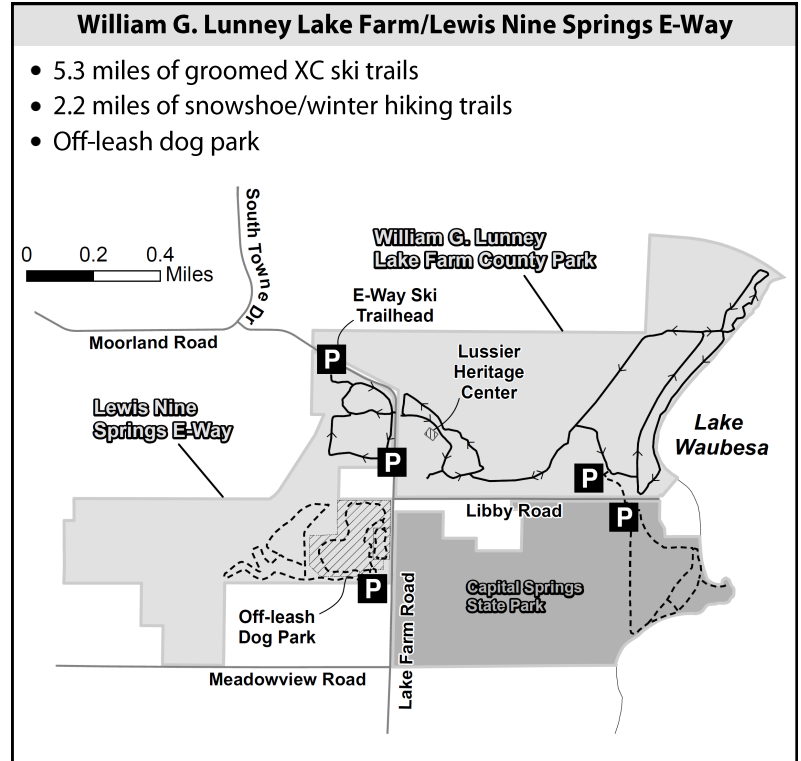 William G. Lunney Lake Farm/Lewis Nine Springs E-Way
• 5.3 miles of groomed XC ski trails
• 2.2 miles of snowshoe/winter hiking trails
• Off-leash dog park
South Towne Dr
0 0.2 0.4
Miles
William G. Lunney
Lake Farm County Park
E-Way Ski
Trailhead
Moorland Road
P
Lussier
Heritage
Center
Lewis Nine
Springs E-Way
Lake
Waubesa
P
P
Libby Road
P
P
Capital Springs
State Park
Off-leash
Dog Park
Lake Farm Road
Meadowview Road